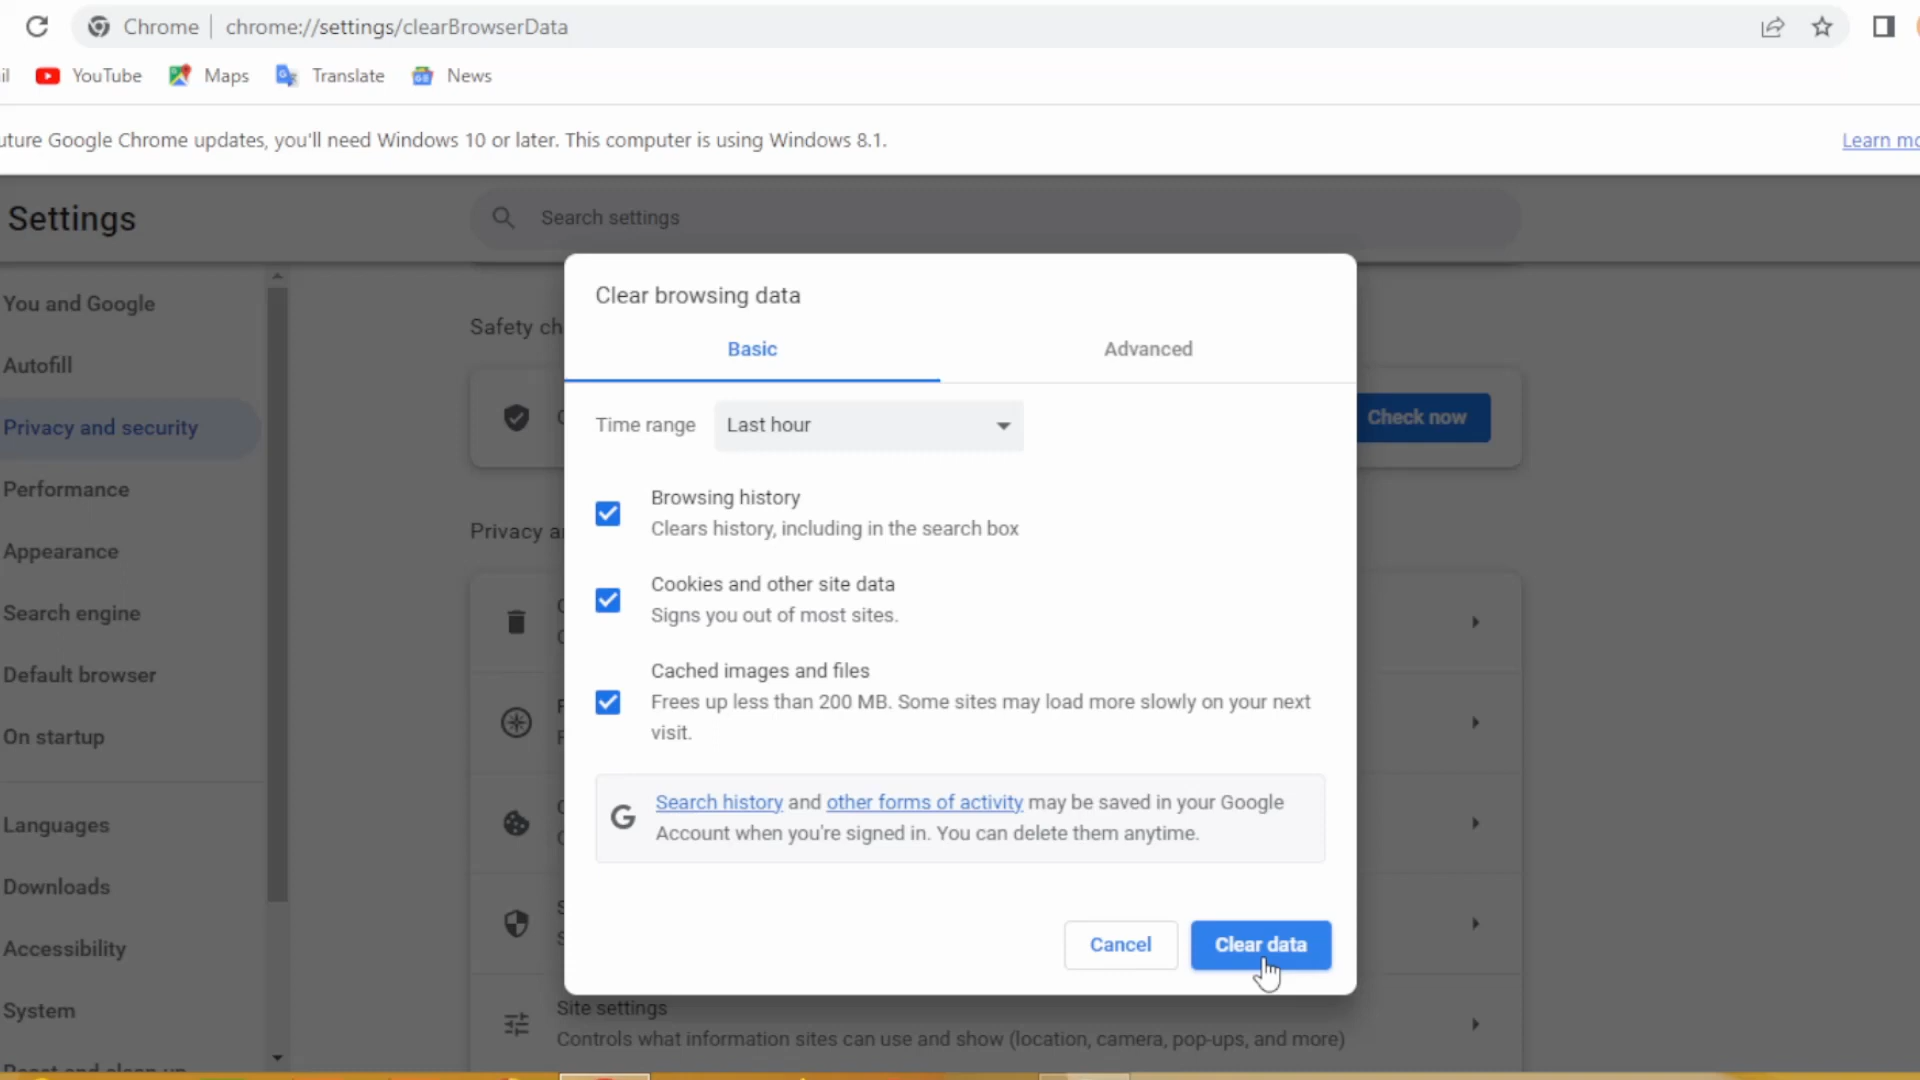 Chrome | chrome://settings/clearBrowserData
il YouTube Maps Translate News
uture Google Chrome updates, you'll need Windows 10 or later. This computer is using Windows 8.1. Learn mo
Settings
Search settings
You and Google
Autofill
Privacy and security
Performance
Appearance
Search engine
Default browser
On startup
Languages
Downloads
Accessibility
System
Reset and clean up
Safety ch
Check now
Privacy a
Clear browsing data
Basic Advanced
Time range Last hour
Browsing history
Clears history, including in the search box
Cookies and other site data
Signs you out of most sites.
Cached images and files
Frees up less than 200 MB. Some sites may load more slowly on your next
visit.
Search history and other forms of activity may be saved in your Google
Account when you're signed in. You can delete them anytime.
Cancel Clear data
Site settings
Controls what information sites can use and show (location, camera, pop-ups, and more)